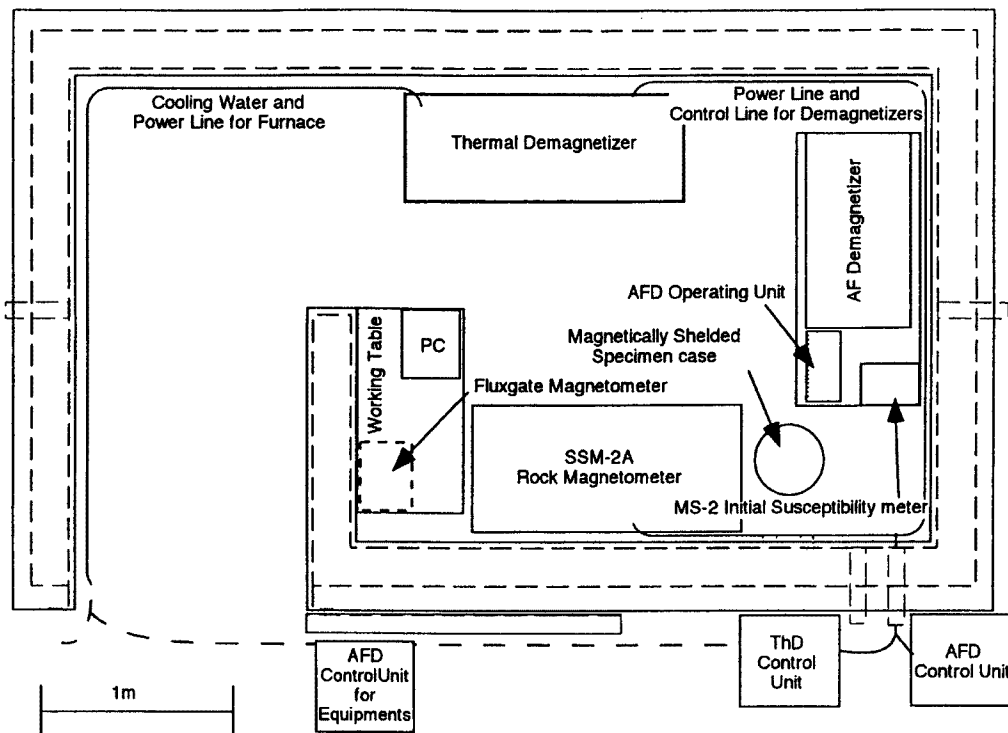 Cooling Water and
Power Line for Furnace
Thermal Demagnetizer
Power Line and
Control Line for Demagnetizers
AF Demagnetizer
AFD Operating Unit
Magnetically Shielded
Specimen case
Working Table
PC
Fluxgate Magnetometer
SSM-2A
Rock Magnetometer
MS-2 Initial Susceptibility meter
AFD
ControlUnit
for
Equipments
ThD
Control
Unit
AFD
Control Unit
1m